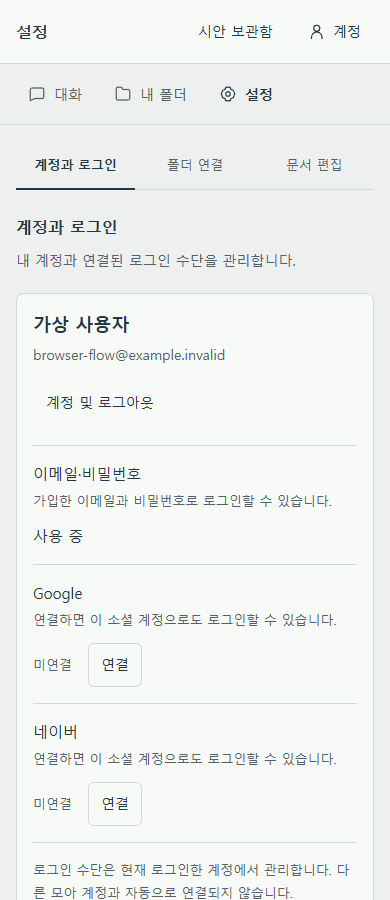 설정
시안 보관함
계정
대화
내 폴더
설정
계정과 로그인
폴더 연결
문서 편집
계정과 로그인
내 계정과 연결된 로그인 수단을 관리합니다.
가상 사용자
browser-flow@example.invalid
계정 및 로그아웃
이메일·비밀번호
가입한 이메일과 비밀번호로 로그인할 수 있습니다.
사용 중
Google
연결하면 이 소셜 계정으로도 로그인할 수 있습니다.
미연결
연결
네이버
연결하면 이 소셜 계정으로도 로그인할 수 있습니다.
미연결
연결
로그인 수단은 현재 로그인한 계정에서 관리합니다. 다
른 모아 계정과 자동으로 연결되지 않습니다.